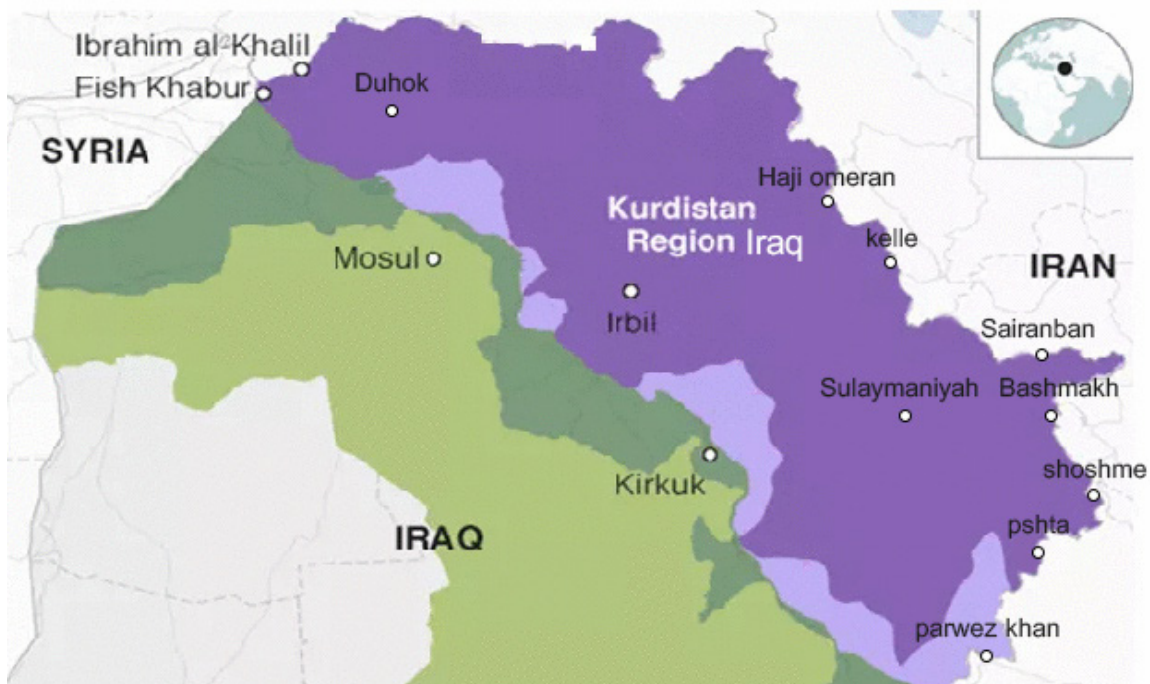 Ibrahim al-Khalil
Fish Khabur
Duhok
SYRIA
Haji omeran
Kurdistan
Region Iraq
kelle
Mosul
IRAN
Irbil
Sairanban
Sulaymaniyah
Bashmakh
shoshme
Kirkuk
pshta
IRAQ
parwez khan